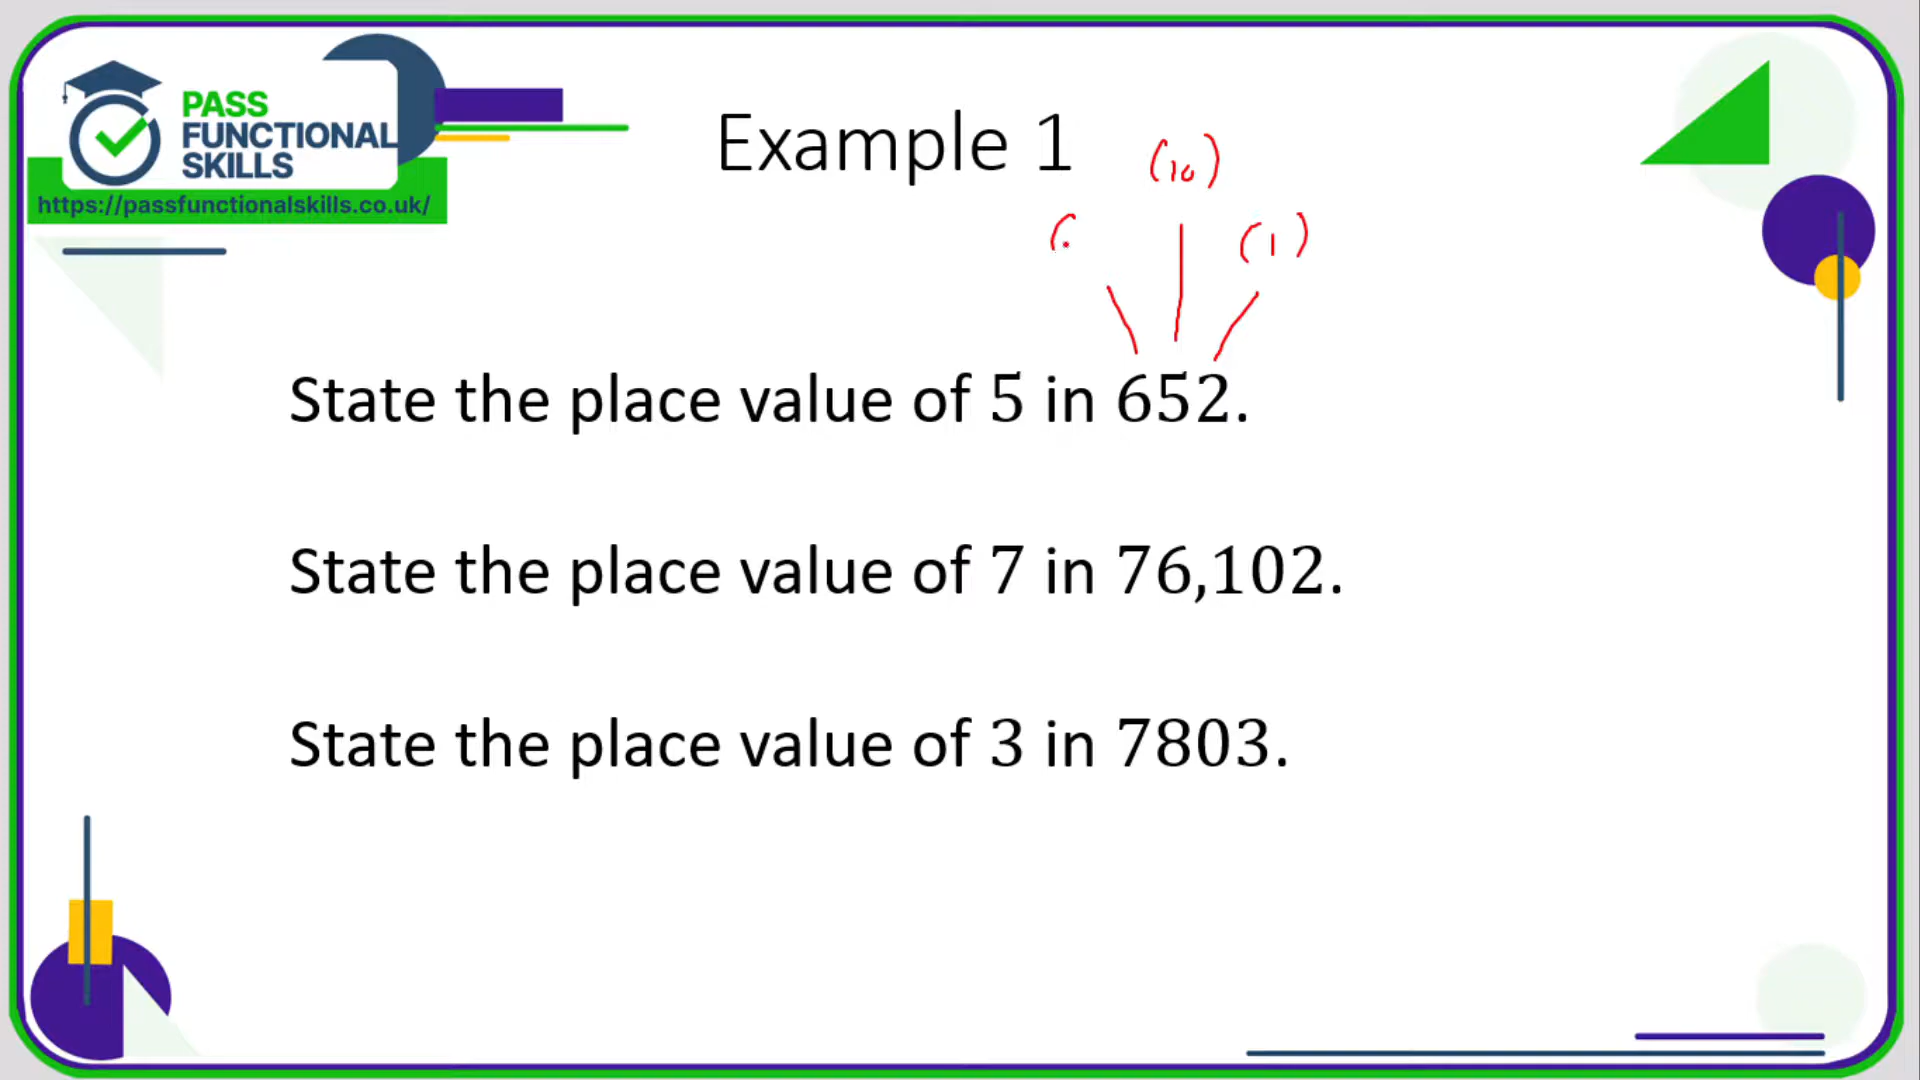 PASS
FUNCTIONAL
SKILLS
https://passfunctionalskills.co.uk/
Example 1
(10)
(
(1)
State the place value of 5 in 652.
State the place value of 7 in 76,102.
State the place value of 3 in 7803.